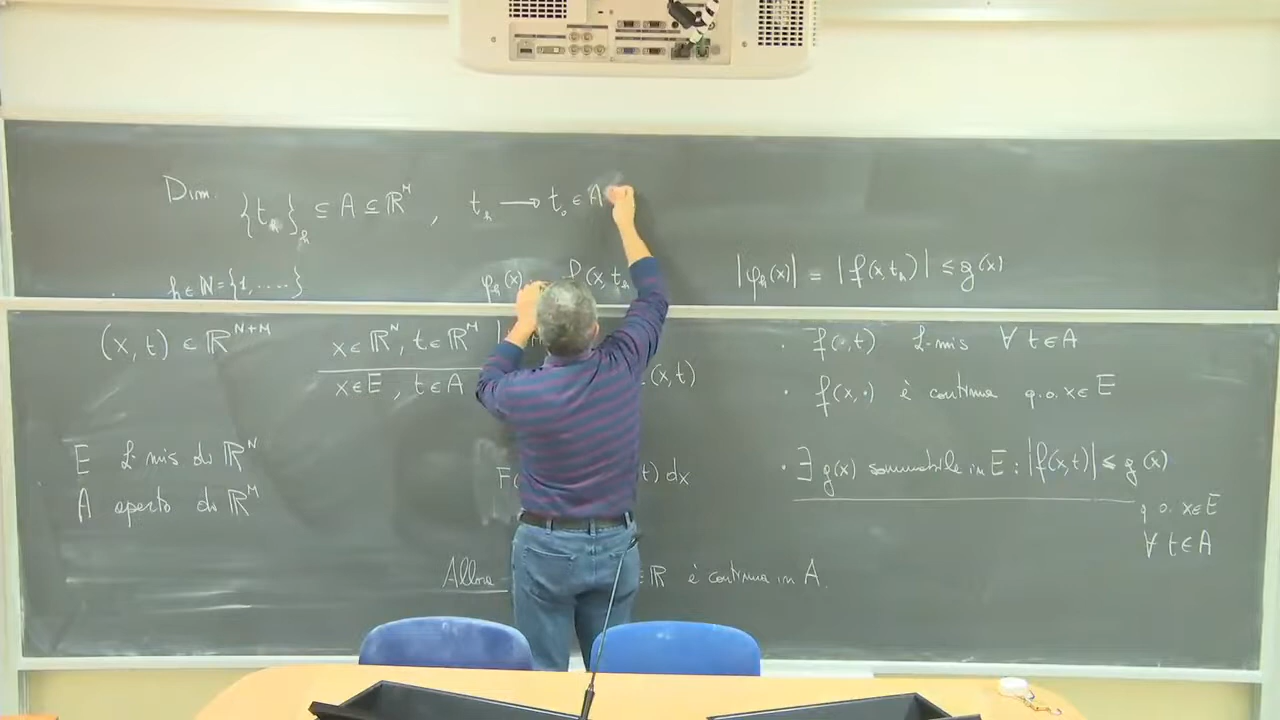 Dim. {t_h}_h ⊆ A ⊆ ℝ^M , t_h ⟶ t_0 ∈ A
h ∈ ℕ = {1, .....} φ_h(x) f(x, t_h |φ_h(x)| = |f(x, t_h)| ≤ g(x)
(x, t) ∈ ℝ^{N+M} x ∈ ℝ^N, t ∈ ℝ^M
x ∈ E , t ∈ A (x, t)
E L-mis di ℝ^N
A aperto di ℝ^M
F( t) dx
· f(·, t) L-mis ∀ t ∈ A
· f(x, ·) è continua q.o. x ∈ E
· ∃ g(x) sommabile in E : |f(x, t)| ≤ g(x)
q.o. x ∈ E
∀ t ∈ A
Allora ∈ ℝ è continua in A.